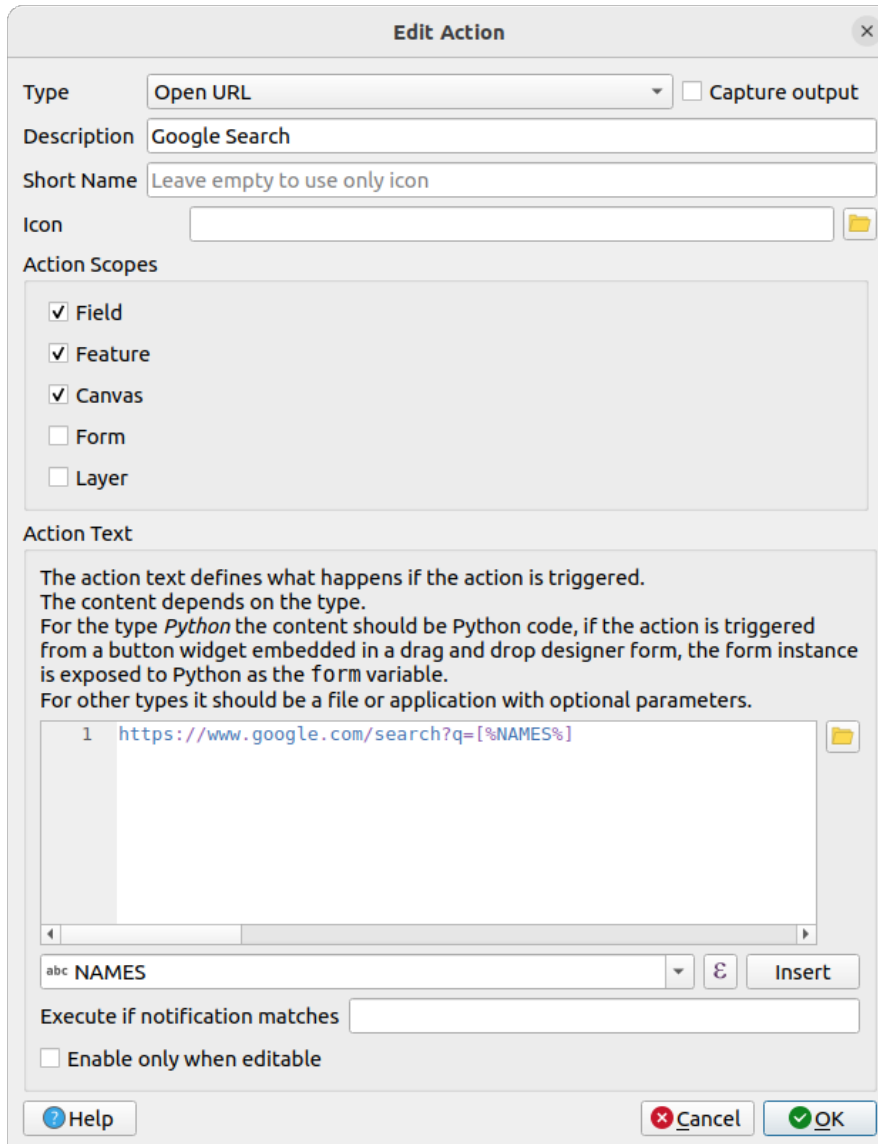 Edit Action
Type Open URL Capture output
Description Google Search
Short Name Leave empty to use only icon
Icon
Action Scopes
Field
Feature
Canvas
Form
Layer
Action Text
The action text defines what happens if the action is triggered.
The content depends on the type.
For the type Python the content should be Python code, if the action is triggered
from a button widget embedded in a drag and drop designer form, the form instance
is exposed to Python as the form variable.
For other types it should be a file or application with optional parameters.
1 https://www.google.com/search?q=[%NAMES%]
abc NAMES ε Insert
Execute if notification matches
Enable only when editable
Help Cancel OK